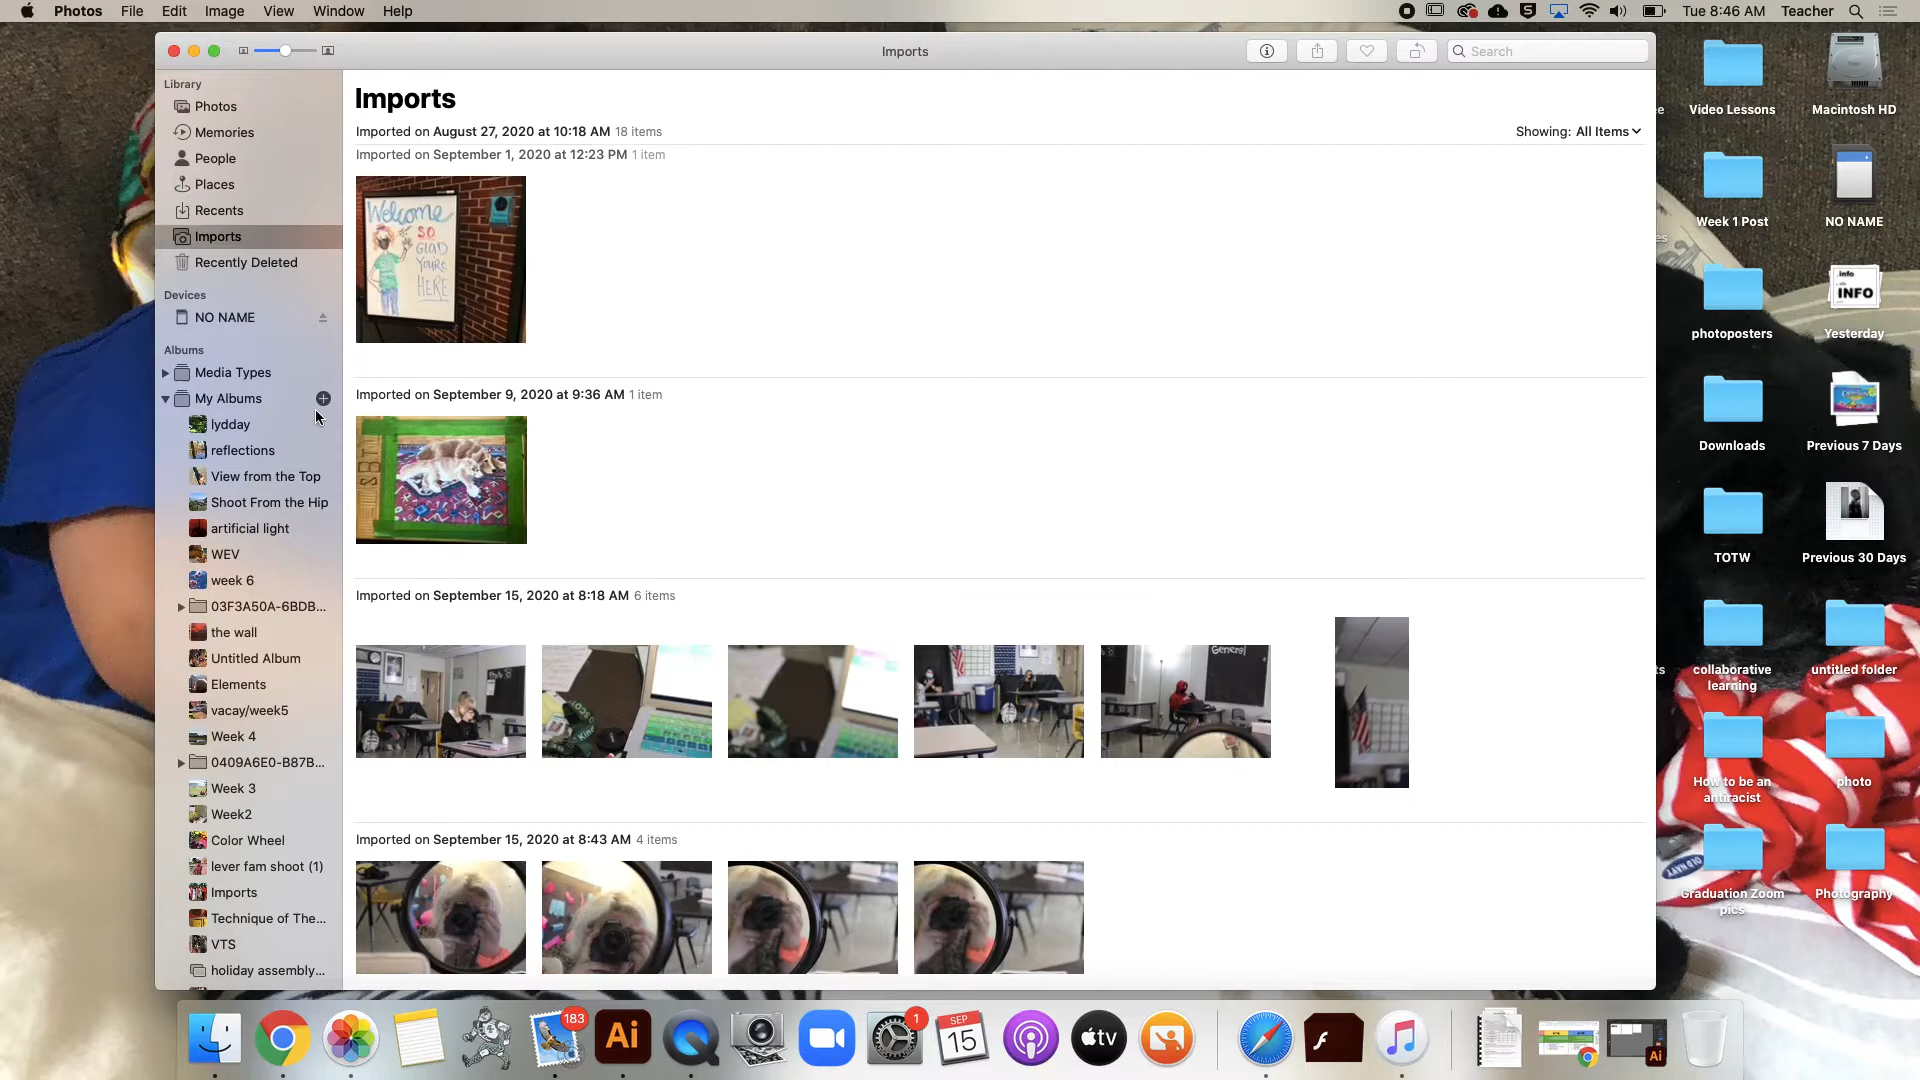 Photos File Edit Image View Window Help
Tue 8:46 AM Teacher
Imports
Search
Library
Photos
Memories
People
Places
Recents
Imports
Recently Deleted
Devices
NO NAME
Albums
Media Types
My Albums
lydday
reflections
View from the Top
Shoot From the Hip
artificial light
WEV
week 6
03F3A50A-6BDB...
the wall
Untitled Album
Elements
vacay/week5
Week 4
0409A6E0-B87B...
Week 3
Week2
Color Wheel
lever fam shoot (1)
Imports
Technique of The...
VTS
holiday assembly...
Imports
Imported on August 27, 2020 at 10:18 AM 18 items
Showing: All Items
Imported on September 1, 2020 at 12:23 PM 1 item
Welcome
SO
GLAD
YOU'RE
HERE
Imported on September 9, 2020 at 9:36 AM 1 item
Imported on September 15, 2020 at 8:18 AM 6 items
General
Imported on September 15, 2020 at 8:43 AM 4 items
Video Lessons
Macintosh HD
Week 1 Post
NO NAME
photoposters
.info
INFO
Yesterday
Downloads
Previous 7 Days
TOTW
Previous 30 Days
collaborative
learning
untitled folder
How to be an
antiracist
photo
OLD NAVY
Graduation Zoom
pics
Photography
183
Ai
1
SEP
15
tv
Ai